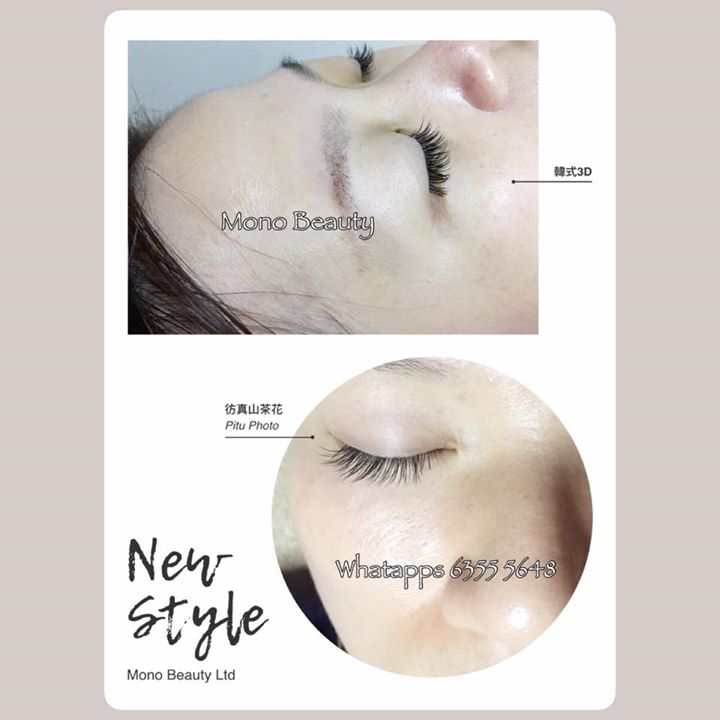 韓式3D
Mono Beauty
彷真山茶花
Pitu Photo
Whatapps 6355 5648
New
Style
Mono Beauty Ltd